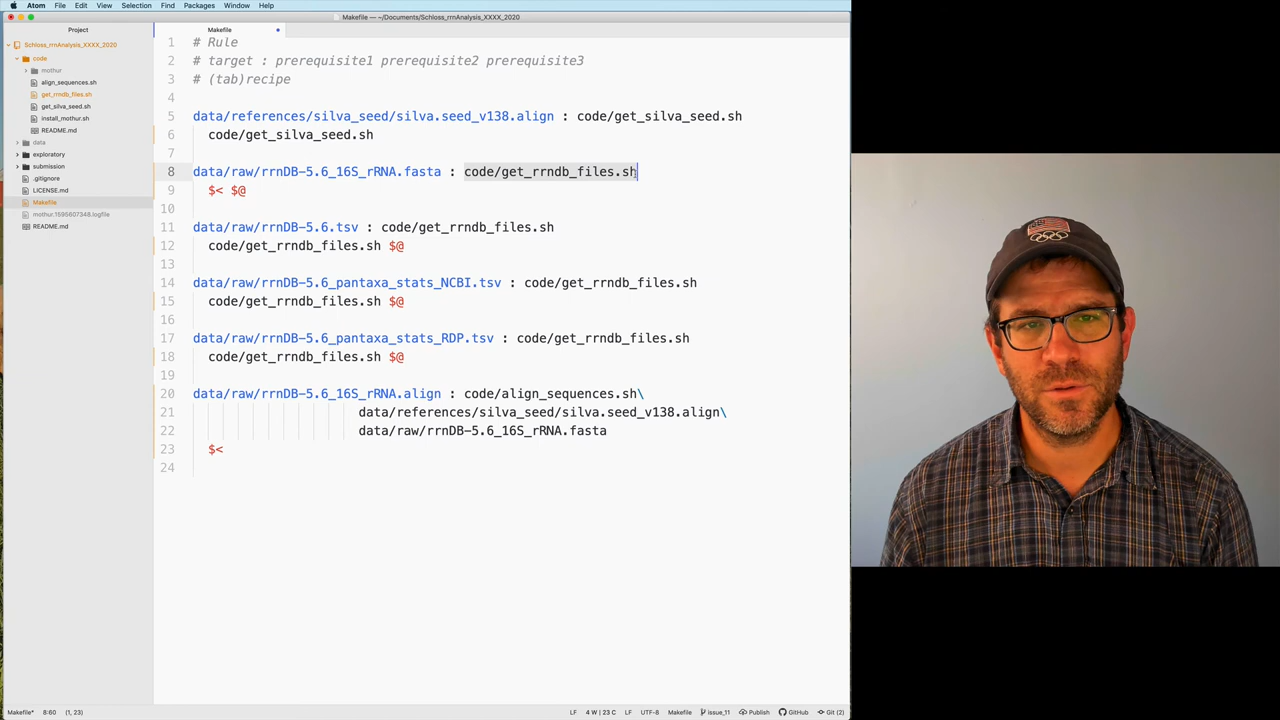 Atom File Edit View Selection Find Packages Window Help
Makefile — ~/Documents/Schloss_rrnAnalysis_XXXX_2020
Project
Makefile
Schloss_rrnAnalysis_XXXX_2020
code
mothur
align_sequences.sh
get_rrndb_files.sh
get_silva_seed.sh
install_mothur.sh
README.md
data
exploratory
submission
.gitignore
LICENSE.md
Makefile
mothur.1595607348.logfile
README.md
1 # Rule
2 # target : prerequisite1 prerequisite2 prerequisite3
3 # (tab)recipe
4
5 data/references/silva_seed/silva.seed_v138.align : code/get_silva_seed.sh
6 code/get_silva_seed.sh
7
8 data/raw/rrnDB-5.6_16S_rRNA.fasta : code/get_rrndb_files.sh
9 $< $@
10
11 data/raw/rrnDB-5.6.tsv : code/get_rrndb_files.sh
12 code/get_rrndb_files.sh $@
13
14 data/raw/rrnDB-5.6_pantaxa_stats_NCBI.tsv : code/get_rrndb_files.sh
15 code/get_rrndb_files.sh $@
16
17 data/raw/rrnDB-5.6_pantaxa_stats_RDP.tsv : code/get_rrndb_files.sh
18 code/get_rrndb_files.sh $@
19
20 data/raw/rrnDB-5.6_16S_rRNA.align : code/align_sequences.sh\
21 data/references/silva_seed/silva.seed_v138.align\
22 data/raw/rrnDB-5.6_16S_rRNA.fasta
23 $<
24
Makefile* 8:60 (1, 23) LF 4 W | 23 C LF UTF-8 Makefile issue_11 Publish GitHub Git (2)